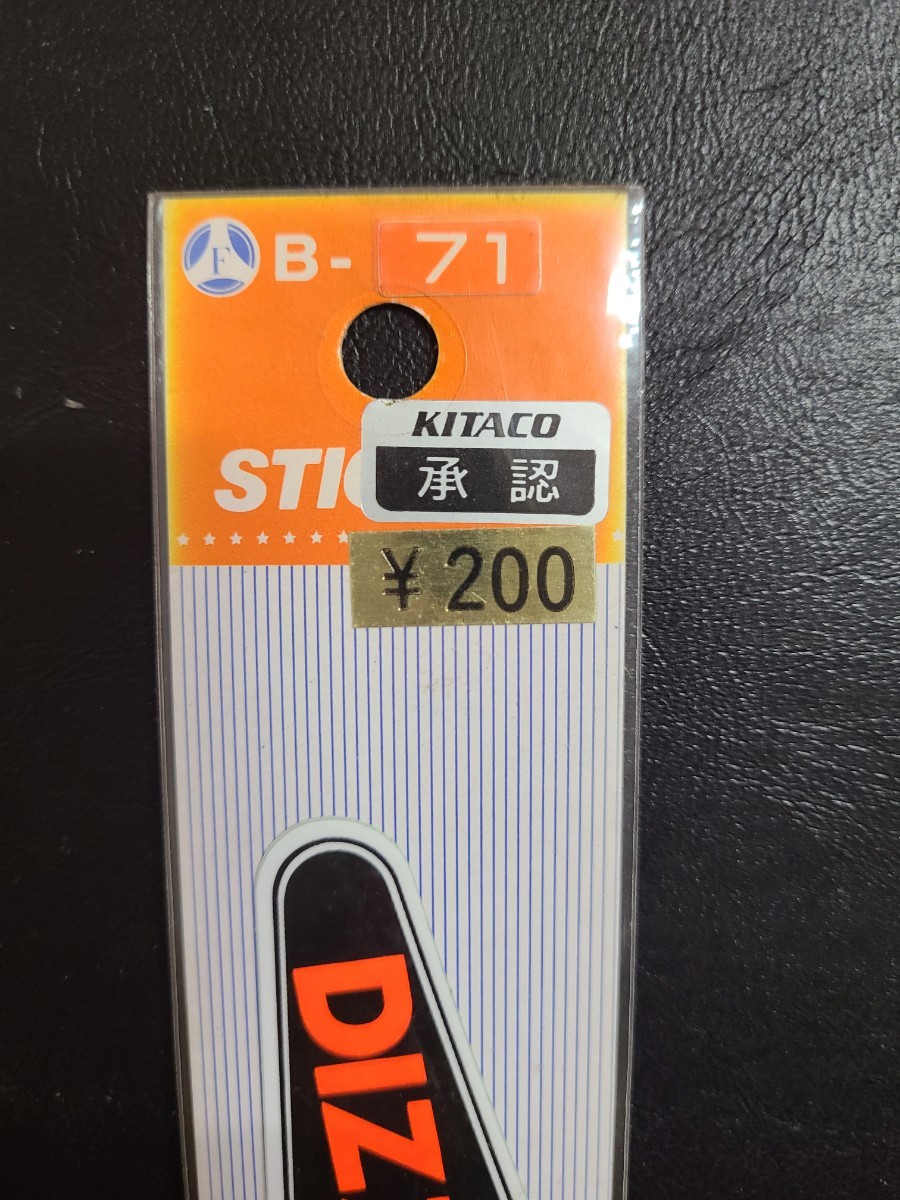 F B- 71
KITACO
承認
STIC
¥200
DIZ